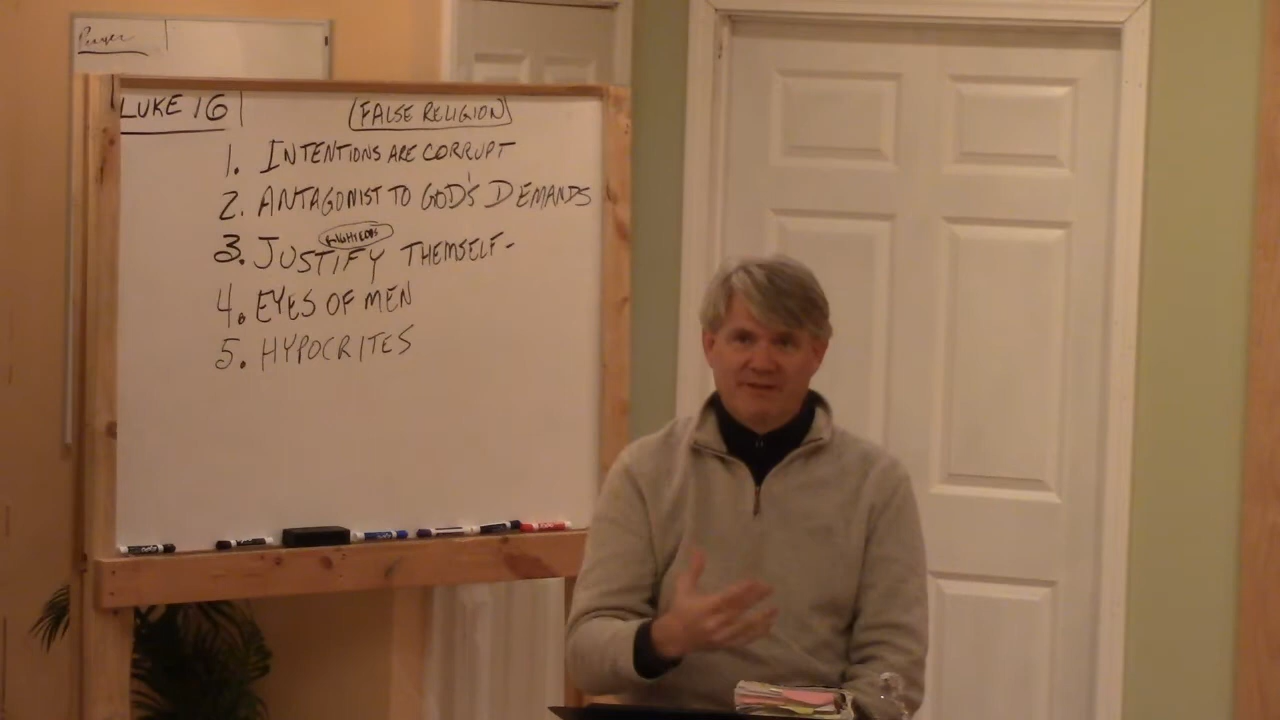 Prayer
LUKE 16
(FALSE RELIGION)
1. INTENTIONS ARE CORRUPT
2. ANTAGONIST TO GOD'S DEMANDS
RIGHTEOUS
3. JUSTIFY THEMSELF-
4. EYES OF MEN
5. HYPOCRITES